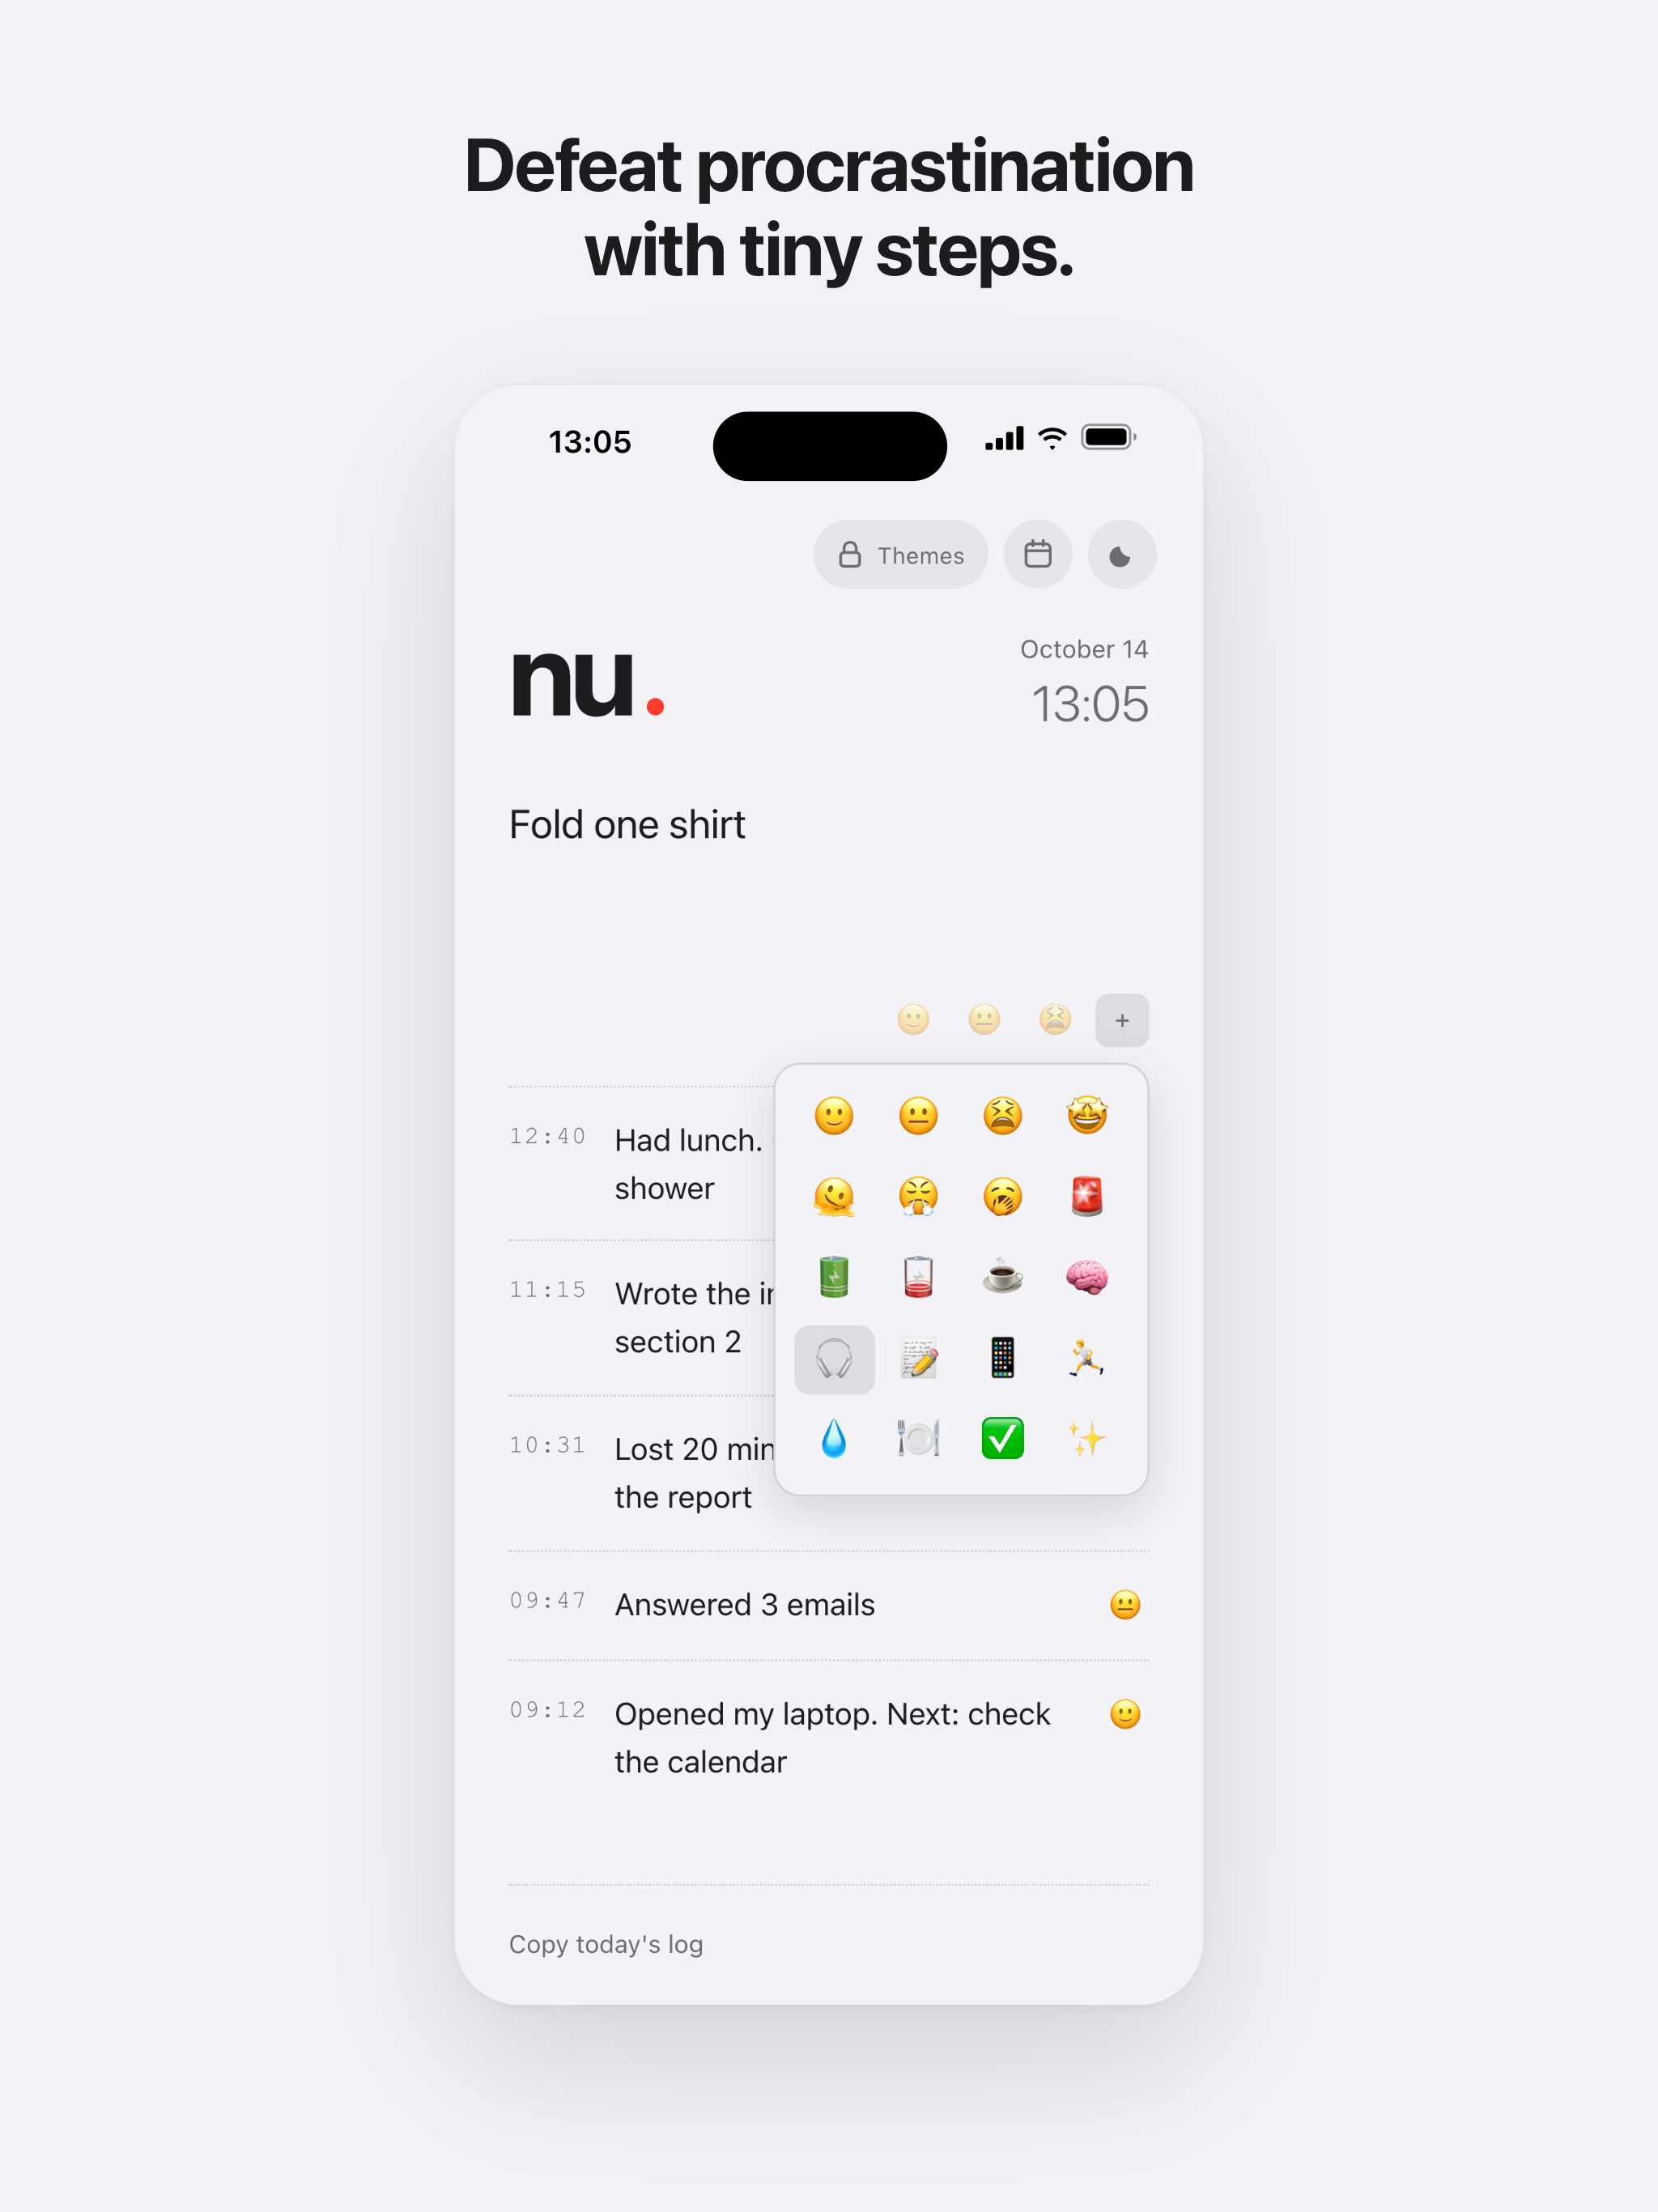 Defeat procrastination
with tiny steps.
13:05
Themes
nu.
October 14
13:05
Fold one shirt
+
12:40
Had lunch.
shower
11:15
Wrote the
section 2
10:31
Lost 20
the report
09:47
Answered 3 emails
09:12
Opened my laptop. Next: check
the calendar
Copy today's log